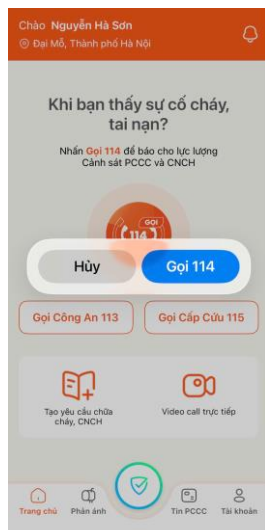 Chào Nguyễn Hà Sơn
Đại Mỗ, Thành phố Hà Nội
Khi bạn thấy sự cố cháy,
tai nạn?
Nhấn Gọi 114 để báo cho lực lượng
Cảnh sát PCCC và CNCH
GỌI
114
Hủy
Gọi 114
Gọi Công An 113
Gọi Cấp Cứu 115
Tạo yêu cầu chữa
cháy, CNCH
Video call trực tiếp
Trang chủ
Phản ánh
Tin PCCC
Tài khoản